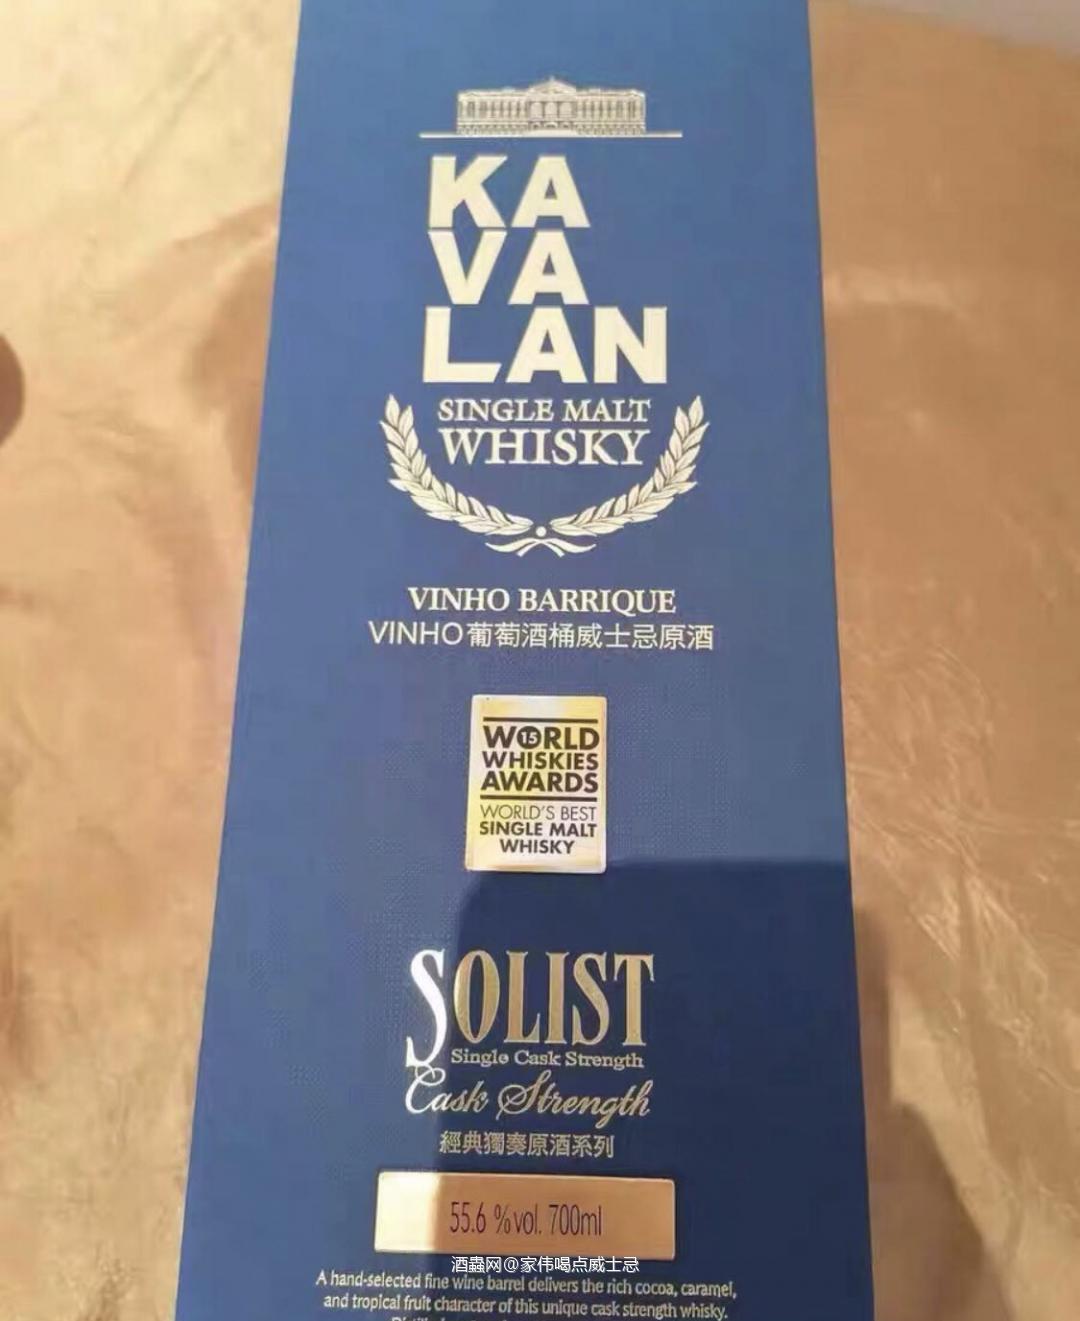 KA
VA
LAN
SINGLE MALT
WHISKY
VINHO BARRIQUE
VINHO葡萄酒桶威士忌原酒
WORLD
15
WHISKIES
AWARDS
WORLD'S BEST
SINGLE MALT
WHISKY
SOLIST
Single Cask Strength
Cask Strength
經典獨奏原酒系列
55.6 %vol. 700ml
酒蟲网@家伟喝点威士忌
A hand-selected fine wine barrel delivers the rich cocoa, caramel,
and tropical fruit character of this unique cask strength whisky.